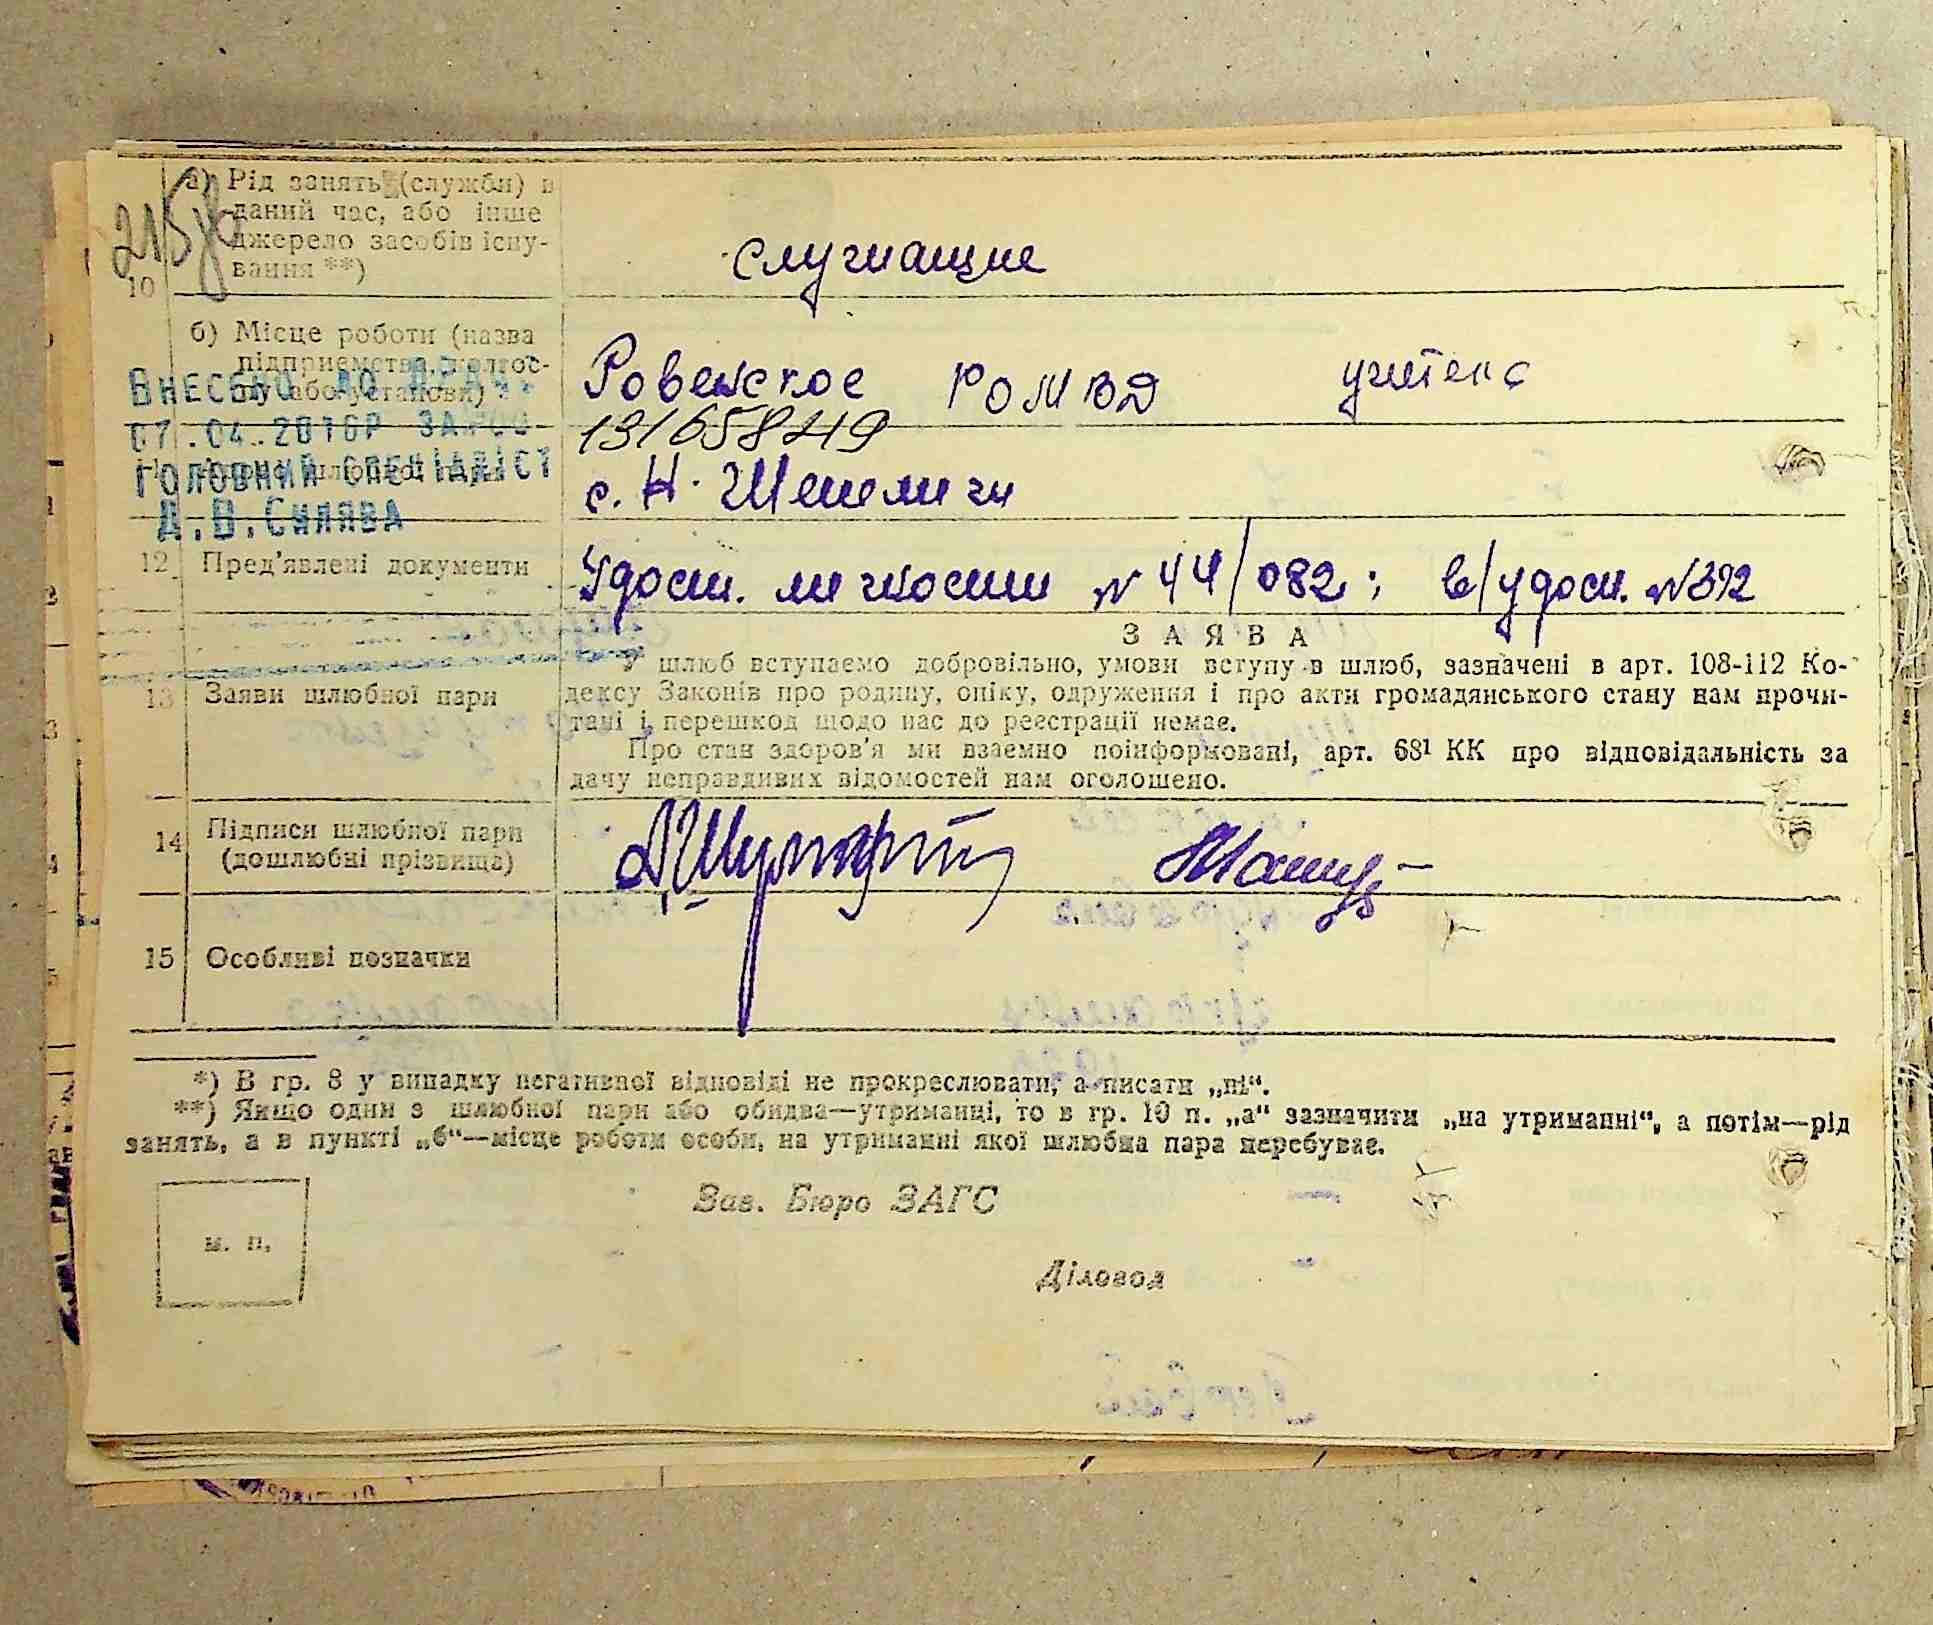 а) Рід занять (служби) в
даний час, або інше
джерело засобів існу-
вання **)
10
служащие
б) Місце роботи (назва
підприємства, колгос-
пу або установи)
Ровенское РОМВД учитель
131658449
ВНЕСЕНО ДО
07.04.2016Р
ГОЛОВНИЙ СПЕЦІАЛІСТ
Д.В.СИЛЯВА
с. Н. Шепеличи
12 Пред'явлені документи
Удост. личности № 44/082; в/удост. №392
З А Я В А
13 Заяви шлюбної пари
У шлюб вступаємо добровільно, умови вступу в шлюб, зазначені в арт. 108-112 Ко-
дексу Законів про родину, опіку, одруження і про акти громадянського стану нам прочи-
тані і перешкод щодо нас до реєстрації немає.
Про стан здоров'я ми взаємно поінформовані, арт. 68¹ КК про відповідальність за
дачу неправдивих відомостей нам оголошено.
14 Підписи шлюбної пари
(дошлюбні прізвища)
15 Особливі позначки
*) В гр. 8 у випадку негативної відповіді не прокреслювати, а писати „ні“.
**) Якщо один з шлюбної пари або обидва—утриманці, то в гр. 10 п. „а“ зазначити „на утриманні“, а потім—рід
занять, а в пункті „б“—місце роботи особи, на утриманні якої шлюбна пара перебуває.
Зав. Бюро ЗАГС
м. п.
Діловод